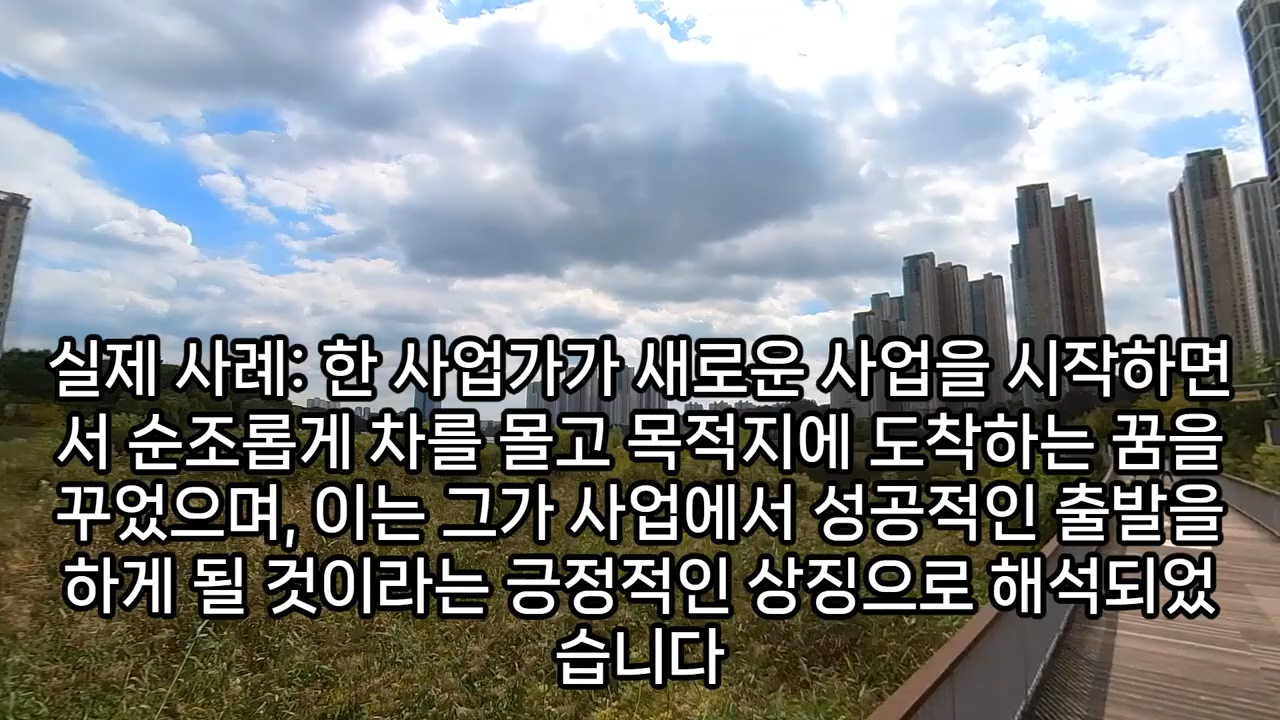 실제 사례: 한 사업가가 새로운 사업을 시작하면
서 순조롭게 차를 몰고 목적지에 도착하는 꿈을
꾸었으며, 이는 그가 사업에서 성공적인 출발을
하게 될 것이라는 긍정적인 상징으로 해석되었
습니다